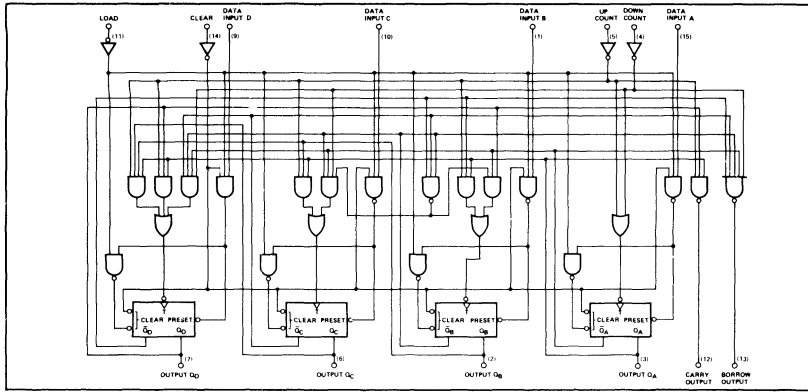 LOAD
CLEAR
DATA
INPUT D
DATA
INPUT C
DATA
INPUT B
UP
COUNT
DOWN
COUNT
DATA
INPUT A
(11)
(14)
(9)
(10)
(1)
(5)
(4)
(15)
CLEAR PRESET
T
Q̅D QD
CLEAR PRESET
T
Q̅C QC
CLEAR PRESET
T
Q̅B QB
CLEAR PRESET
T
Q̅A QA
(7)
(6)
(2)
(3)
(12)
(13)
OUTPUT QD
OUTPUT QC
OUTPUT QB
OUTPUT QA
CARRY
OUTPUT
BORROW
OUTPUT